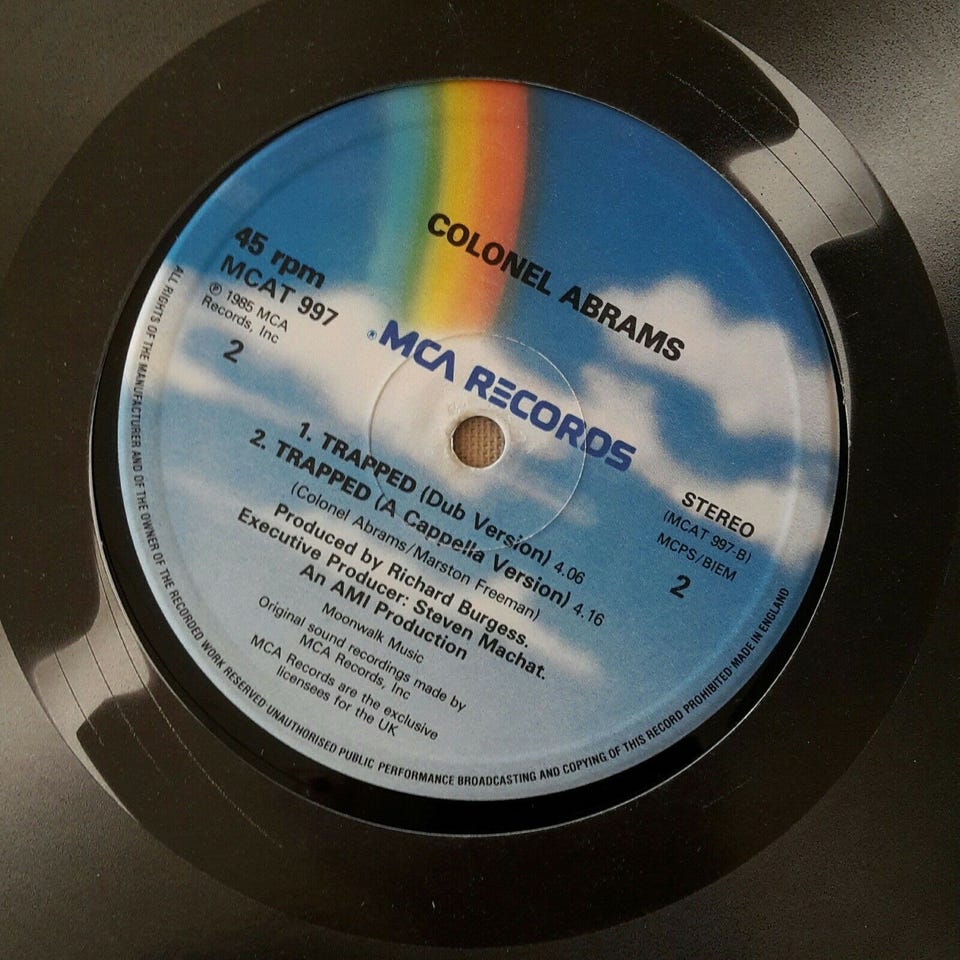 COLONEL ABRAMS
45 rpm
MCAT 997
℗ 1985 MCA
Records, Inc
2
® MCA RECORDS
STEREO
(MCAT 997-B)
MCPS/BIEM
2
1. TRAPPED (Dub Version) 4.06
2. TRAPPED (A Cappella Version) 4.16
(Colonel Abrams/Marston Freeman)
Produced by Richard Burgess.
Executive Producer: Steven Machat.
An AMI Production
Moonwalk Music
Original sound recordings made by
MCA Records, Inc
MCA Records are the exclusive
licensees for the UK
ALL RIGHTS OF THE MANUFACTURER AND OF THE OWNER OF THE RECORDED WORK RESERVED UNAUTHORISED PUBLIC PERFORMANCE BROADCASTING AND COPYING OF THIS RECORD PROHIBITED MADE IN ENGLAND